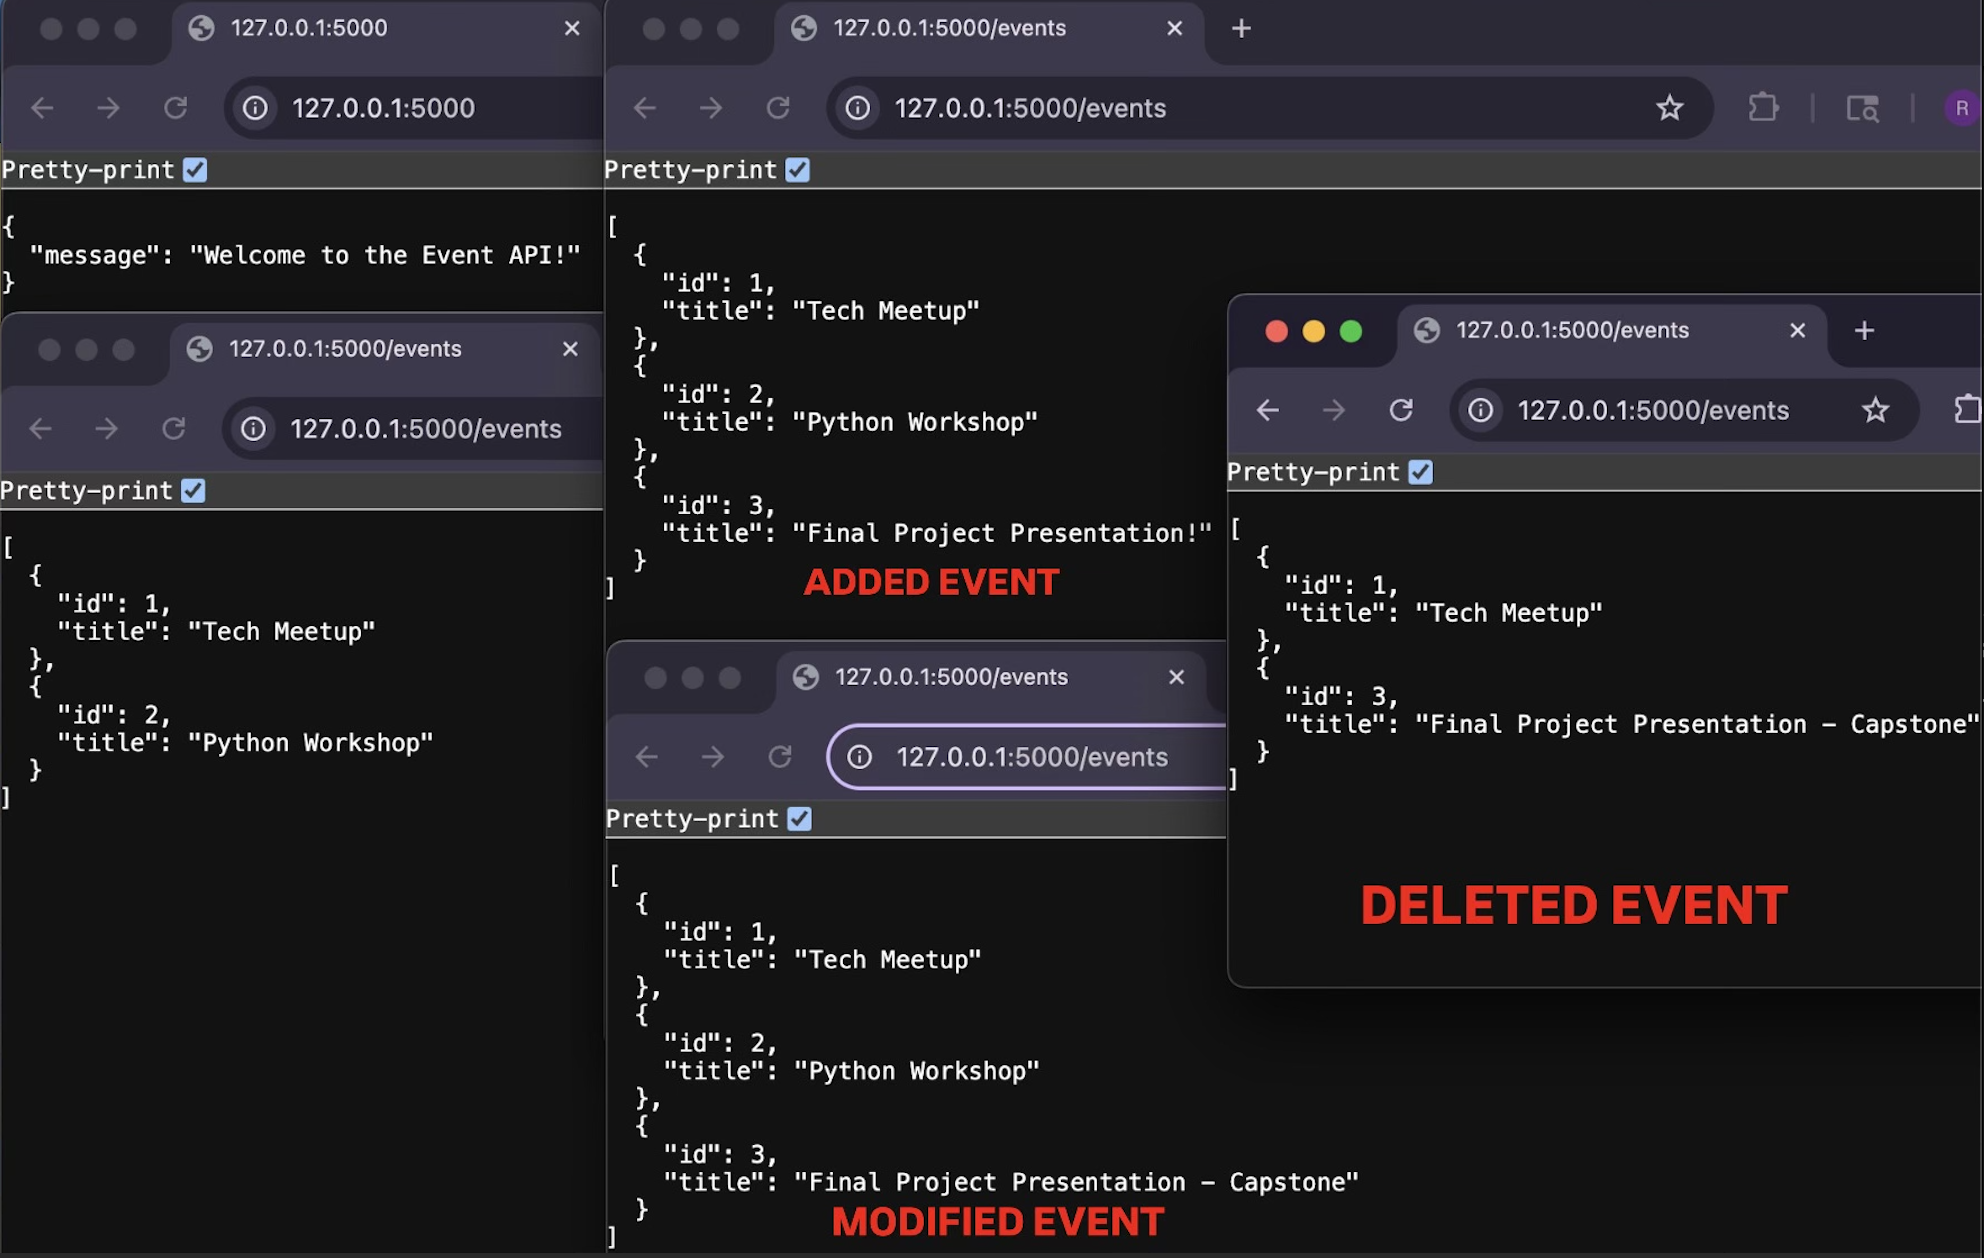 127.0.0.1:5000
127.0.0.1:5000
Pretty-print
{
"message": "Welcome to the Event API!"
}
127.0.0.1:5000/events
127.0.0.1:5000/events
Pretty-print
[
{
"id": 1,
"title": "Tech Meetup"
},
{
"id": 2,
"title": "Python Workshop"
}
]
127.0.0.1:5000/events
127.0.0.1:5000/events
R
Pretty-print
[
{
"id": 1,
"title": "Tech Meetup"
},
{
"id": 2,
"title": "Python Workshop"
},
{
"id": 3,
"title": "Final Project Presentation!"
}
]
ADDED EVENT
127.0.0.1:5000/events
127.0.0.1:5000/events
Pretty-print
[
{
"id": 1,
"title": "Tech Meetup"
},
{
"id": 2,
"title": "Python Workshop"
},
{
"id": 3,
"title": "Final Project Presentation – Capstone"
}
]
MODIFIED EVENT
127.0.0.1:5000/events
127.0.0.1:5000/events
Pretty-print
[
{
"id": 1,
"title": "Tech Meetup"
},
{
"id": 3,
"title": "Final Project Presentation – Capstone"
}
]
DELETED EVENT